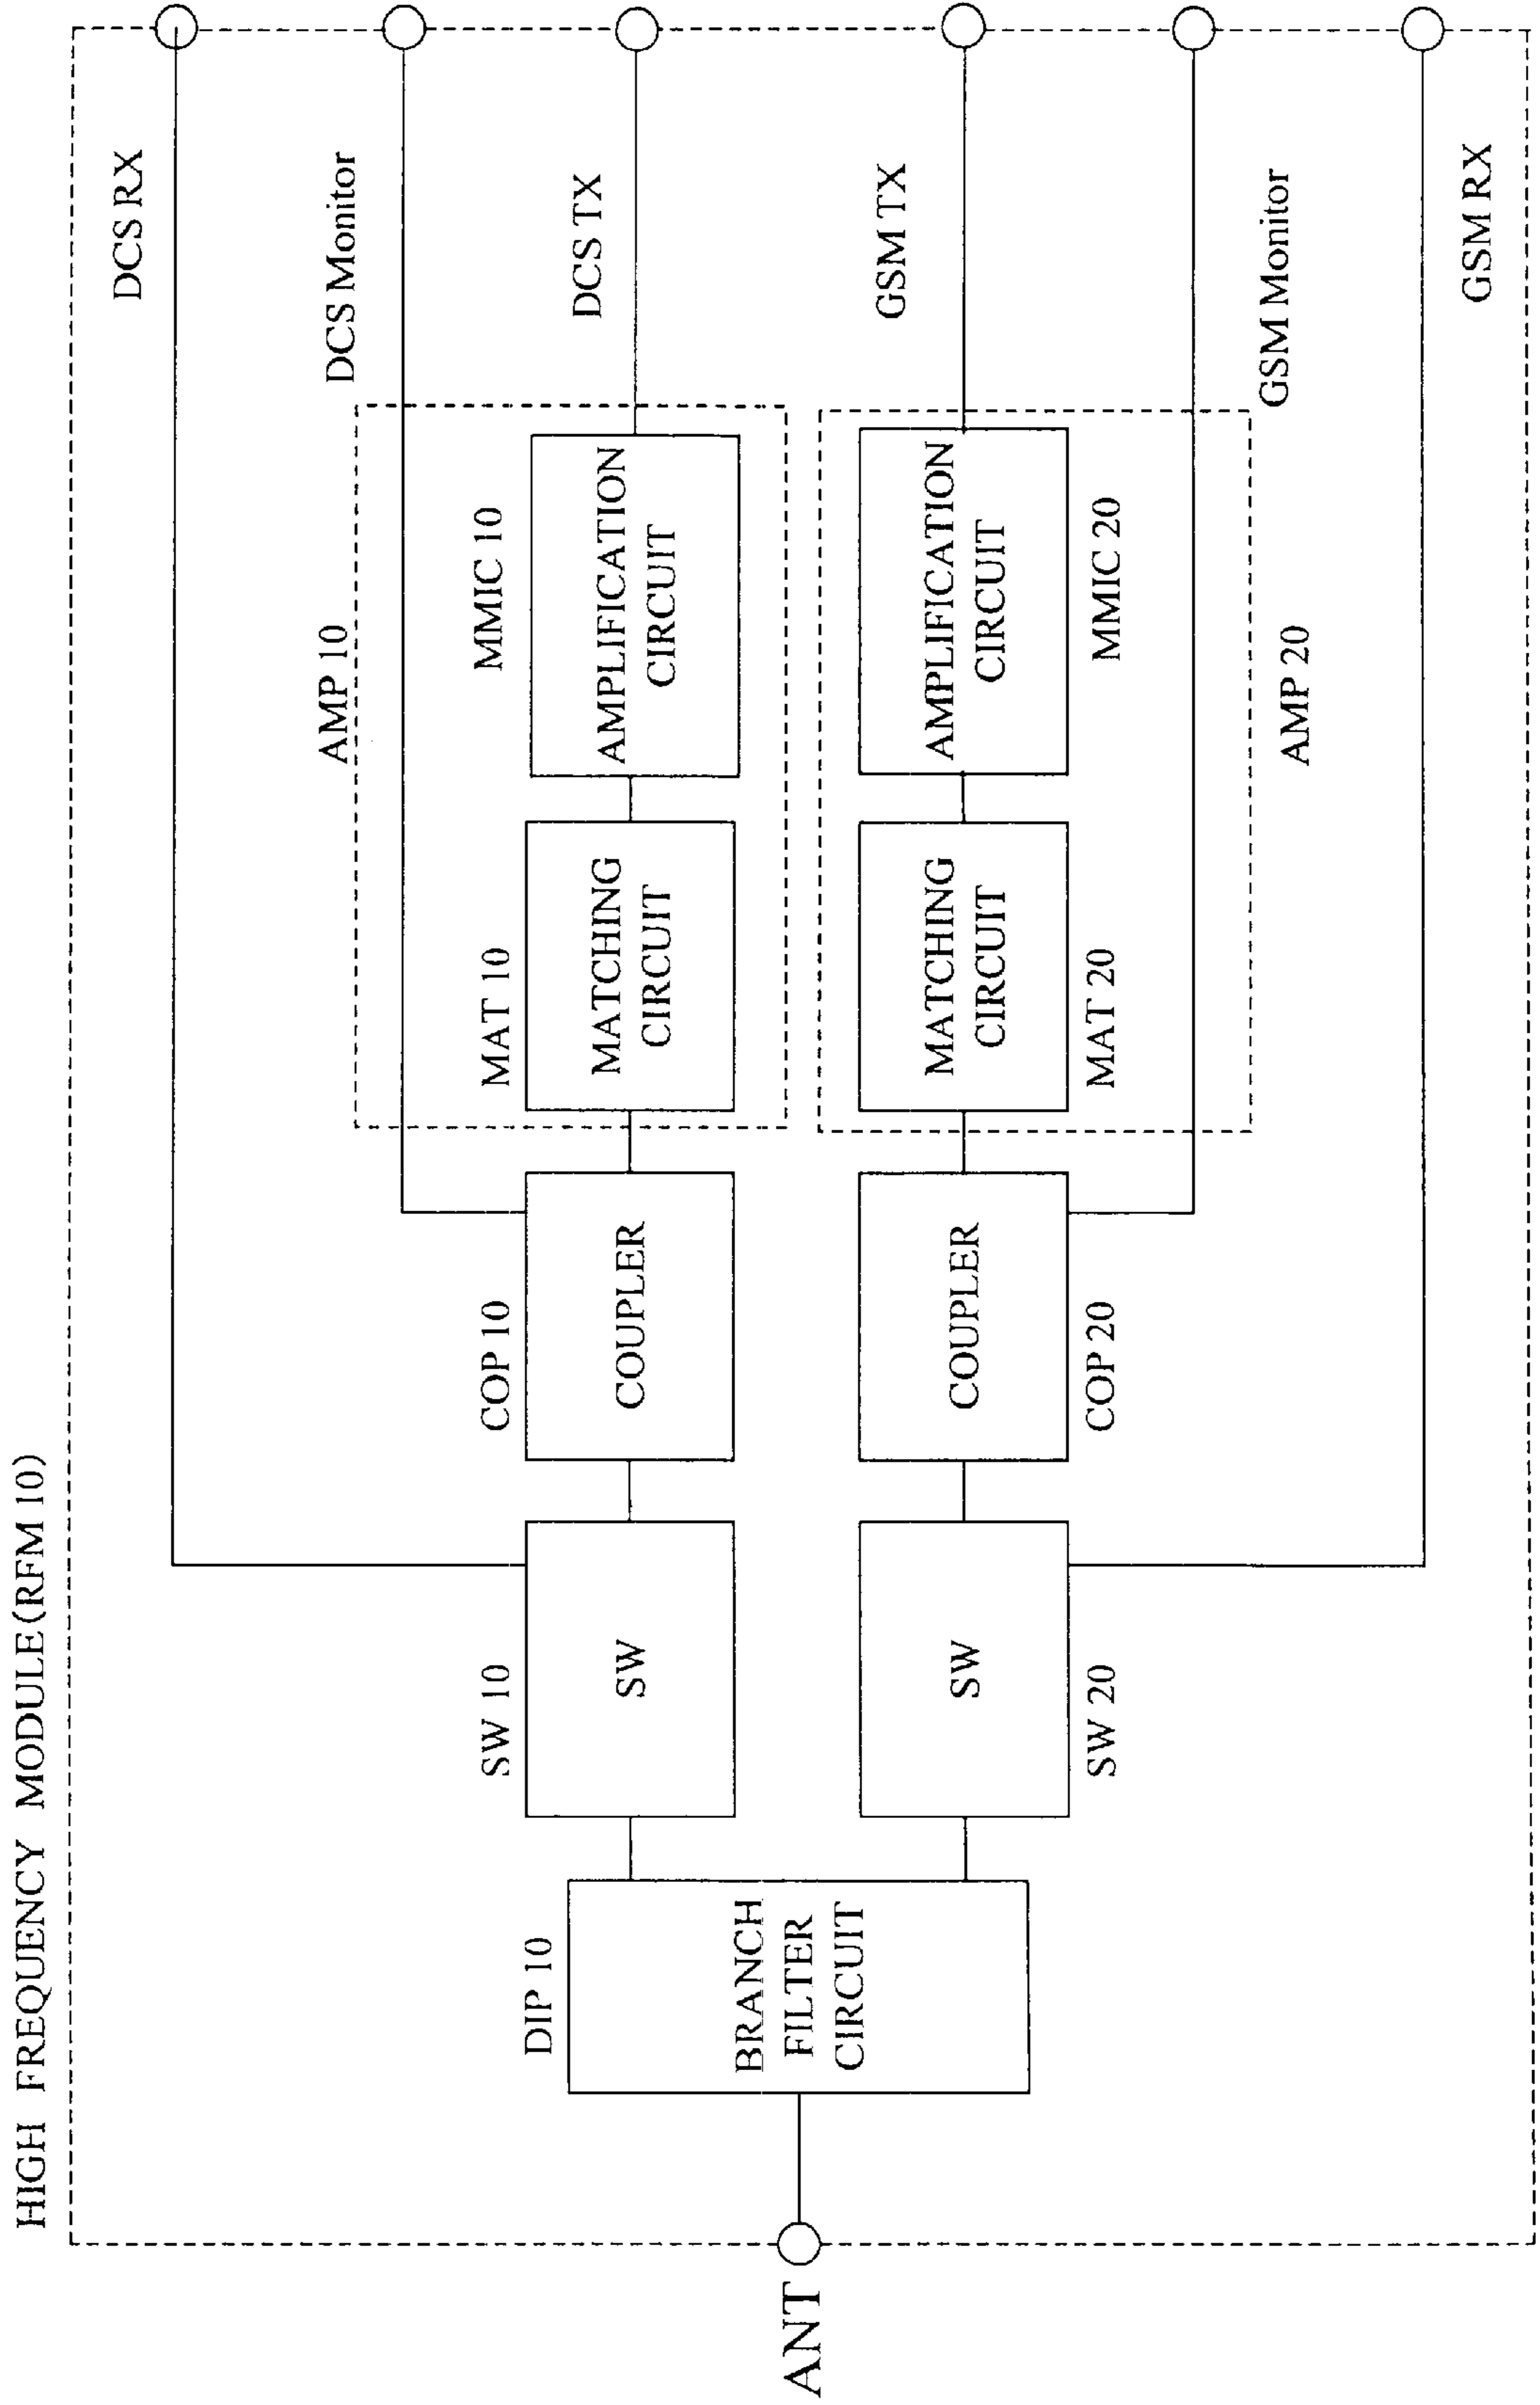 HIGH FREQUENCY MODULE(RFM 10)
DCS RX
DCS Monitor
AMP 10
DIP 10
SW 10
COP 10
MAT 10
MMIC 10
DCS TX
SW
COUPLER
MATCHING
CIRCUIT
AMPLIFICATION
CIRCUIT
ANT
BRANCH
FILTER
CIRCUIT
GSM TX
SW
COUPLER
MATCHING
CIRCUIT
AMPLIFICATION
CIRCUIT
SW 20
COP 20
MAT 20
MMIC 20
GSM Monitor
AMP 20
GSM RX